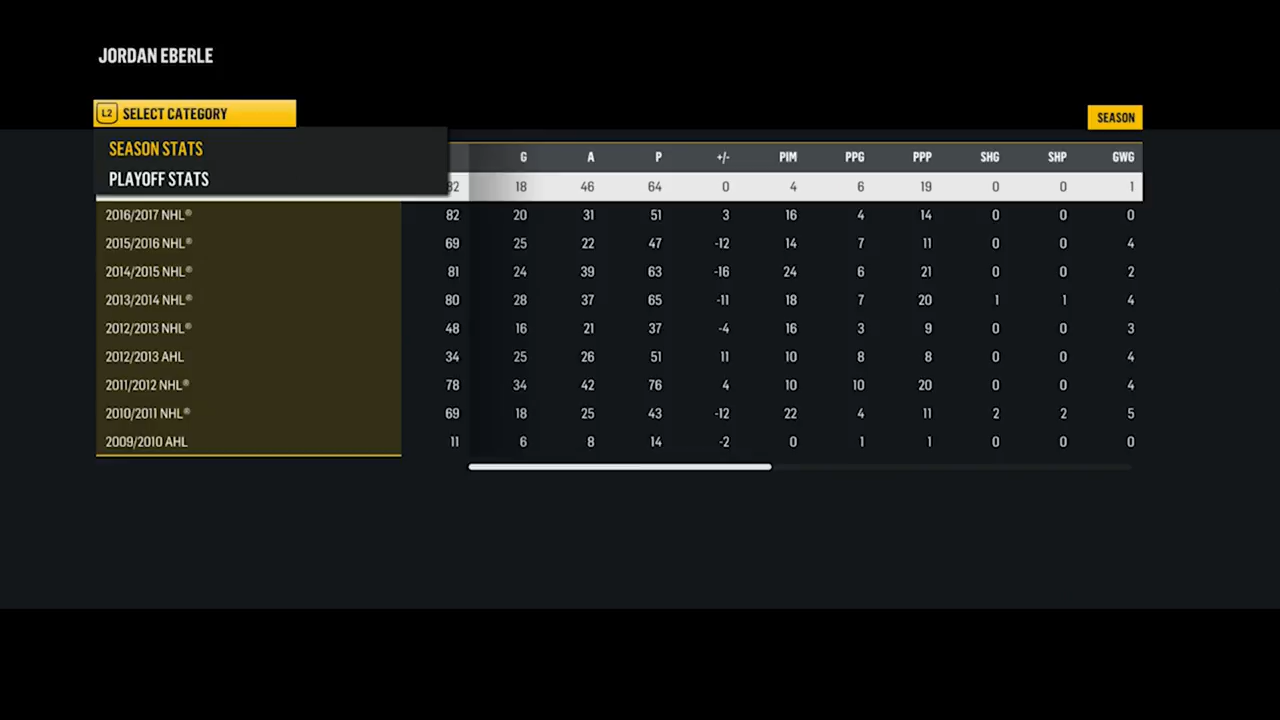 JORDAN EBERLE
L2 SELECT CATEGORY
SEASON
SEASON STATS
PLAYOFF STATS
G A P +/- PIM PPG PPP SHG SHP GWG
82 18 46 64 0 4 6 19 0 0 1
2016/2017 NHL® 82 20 31 51 3 16 4 14 0 0 0
2015/2016 NHL® 69 25 22 47 -12 14 7 11 0 0 4
2014/2015 NHL® 81 24 39 63 -16 24 6 21 0 0 2
2013/2014 NHL® 80 28 37 65 -11 18 7 20 1 1 4
2012/2013 NHL® 48 16 21 37 -4 16 3 9 0 0 3
2012/2013 AHL 34 25 26 51 11 10 8 8 0 0 4
2011/2012 NHL® 78 34 42 76 4 10 10 20 0 0 4
2010/2011 NHL® 69 18 25 43 -12 22 4 11 2 2 5
2009/2010 AHL 11 6 8 14 -2 0 1 1 0 0 0